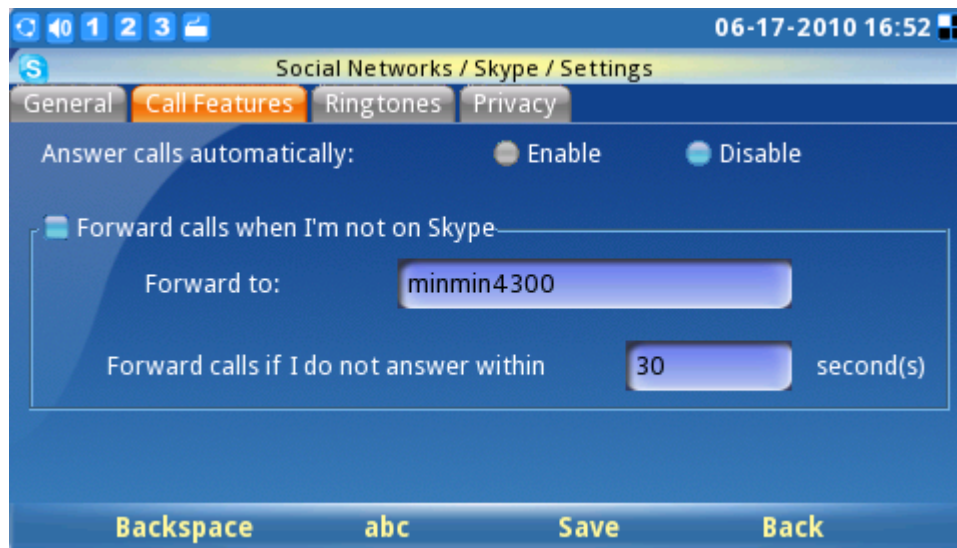 1 2 3 06-17-2010 16:52
S Social Networks / Skype / Settings
General Call Features Ringtones Privacy
Answer calls automatically: Enable Disable
Forward calls when I'm not on Skype
Forward to: minmin4300
Forward calls if I do not answer within 30 second(s)
Backspace abc Save Back